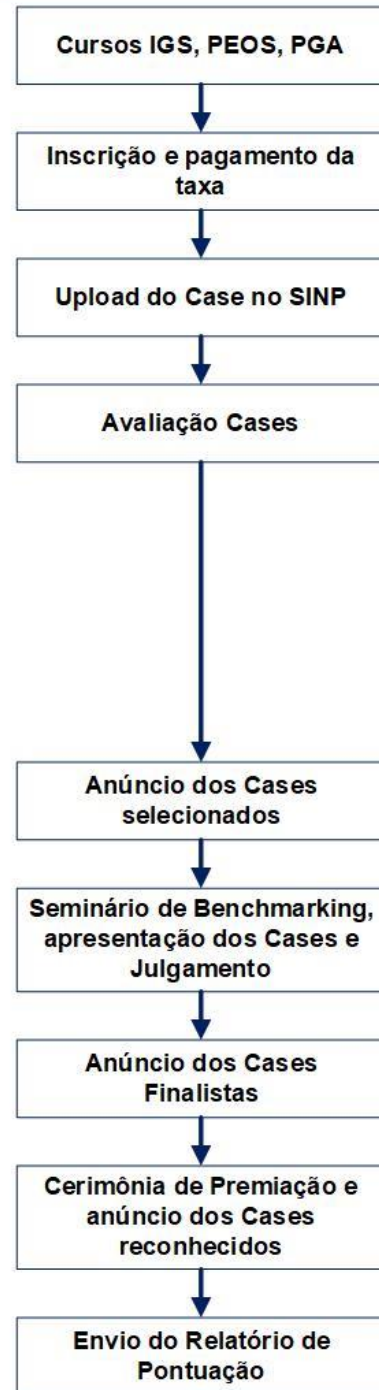 Cursos IGS, PEOS, PGA
Inscrição e pagamento da
taxa
Upload do Case no SINP
Avaliação Cases
Anúncio dos Cases
selecionados
Seminário de Benchmarking,
apresentação dos Cases e
Julgamento
Anúncio dos Cases
Finalistas
Cerimônia de Premiação e
anúncio dos Cases
reconhecidos
Envio do Relatório de
Pontuação